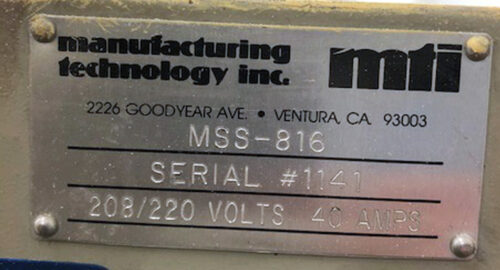 manufacturing
technology inc. mti
2226 GOODYEAR AVE. • VENTURA, CA. 93003
MSS-816
SERIAL #1141
208/220 VOLTS 40 AMPS